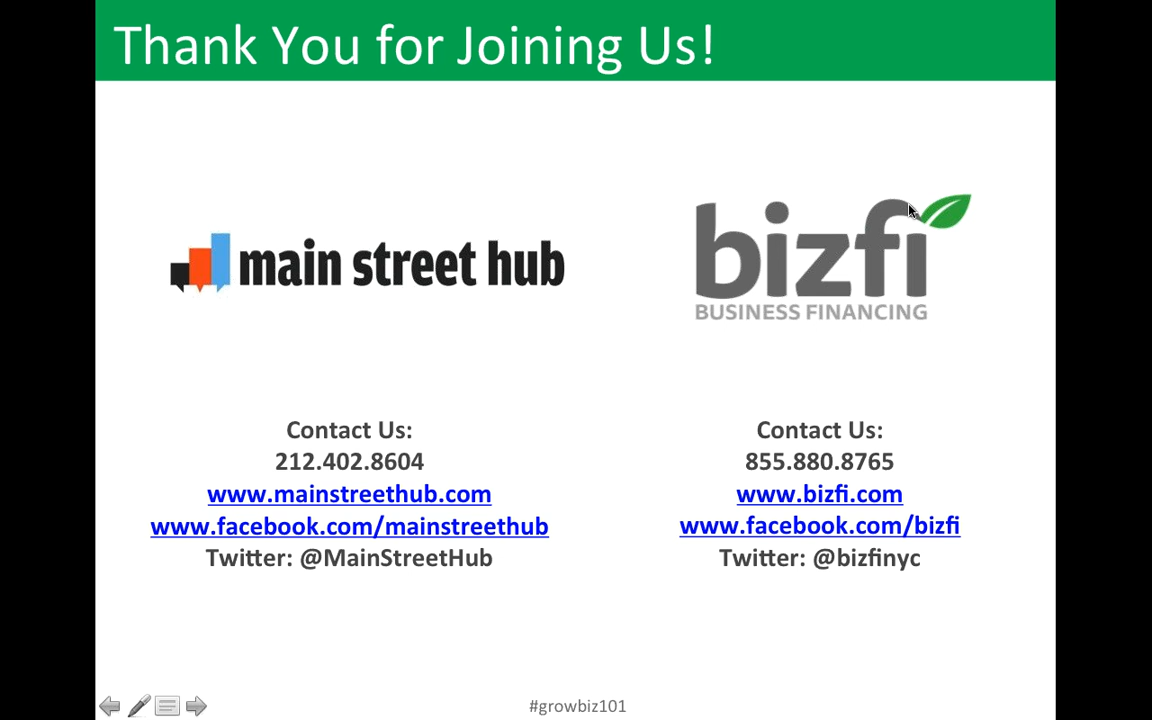 Thank You for Joining Us!
main street hub
bizfi
BUSINESS FINANCING
Contact Us:
212.402.8604
www.mainstreethub.com
www.facebook.com/mainstreethub
Twitter: @MainStreetHub
Contact Us:
855.880.8765
www.bizfi.com
www.facebook.com/bizfi
Twitter: @bizfinyc
#growbiz101